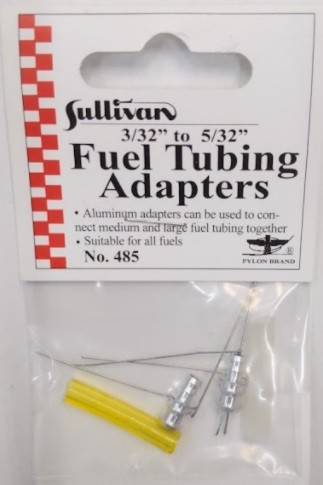 Sullivan
3/32” to 5/32”
Fuel Tubing
Adapters
• Aluminum adapters can be used to con-
nect medium and large fuel tubing together
• Suitable for all fuels
No. 485
®
PYLON BRAND